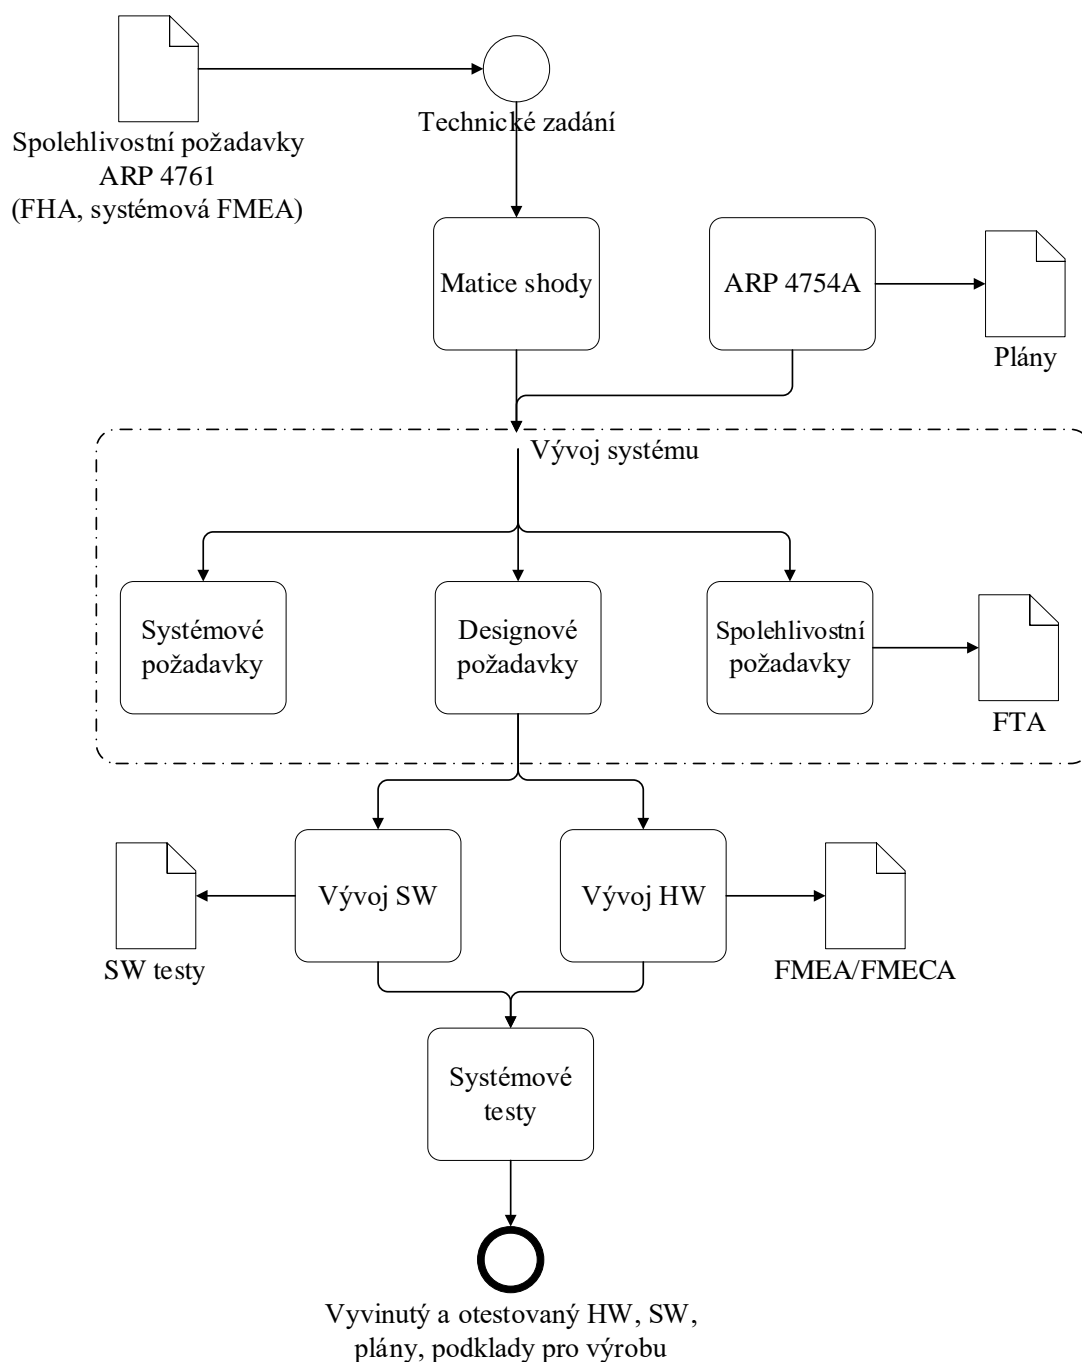 Technické zadání
Spolehlivostní požadavky
ARP 4761
(FHA, systémová FMEA)
Matice shody
ARP 4754A
Plány
Vývoj systému
Systémové
požadavky
Designové
požadavky
Spolehlivostní
požadavky
FTA
Vývoj SW
Vývoj HW
SW testy
FMEA/FMECA
Systémové
testy
Vyvinutý a otestovaný HW, SW,
plány, podklady pro výrobu